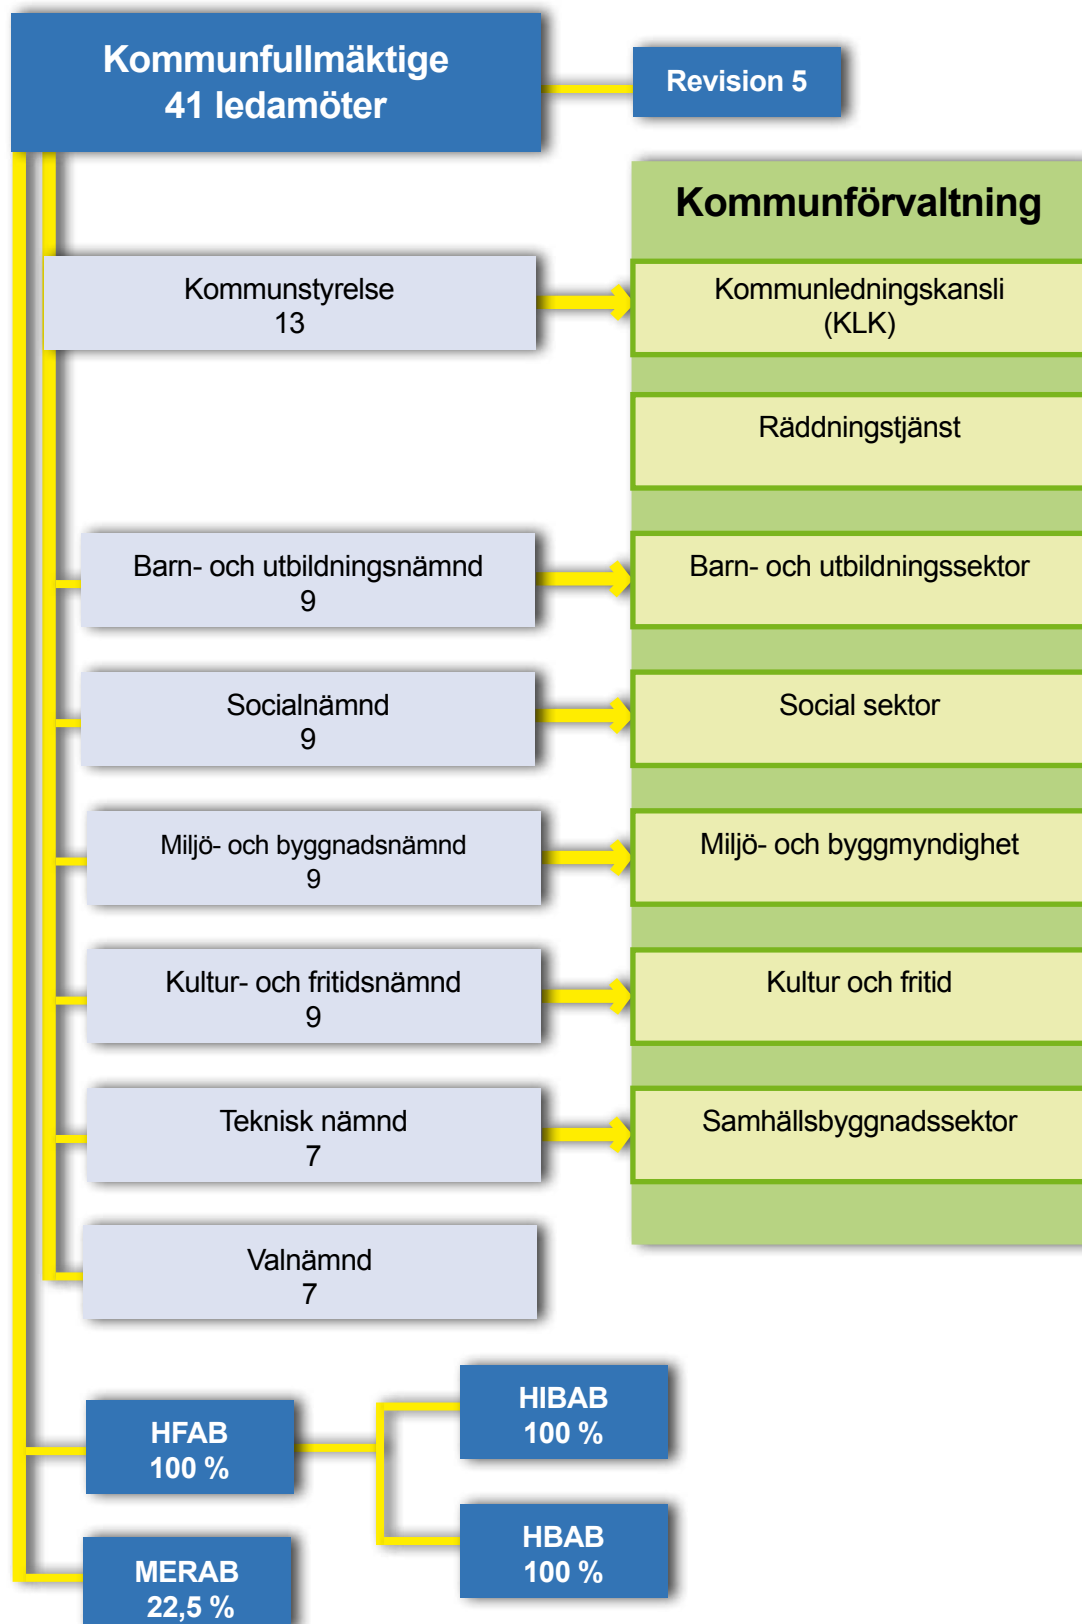 Kommunfullmäktige
41 ledamöter
Revision 5
Kommunförvaltning
Kommunstyrelse
13
Kommunledningskansli
(KLK)
Räddningstjänst
Barn- och utbildningsnämnd
9
Barn- och utbildningssektor
Socialnämnd
9
Social sektor
Miljö- och byggnadsnämnd
9
Miljö- och byggmyndighet
Kultur- och fritidsnämnd
9
Kultur och fritid
Teknisk nämnd
7
Samhällsbyggnadssektor
Valnämnd
7
HFAB
100 %
HIBAB
100 %
HBAB
100 %
MERAB
22,5 %